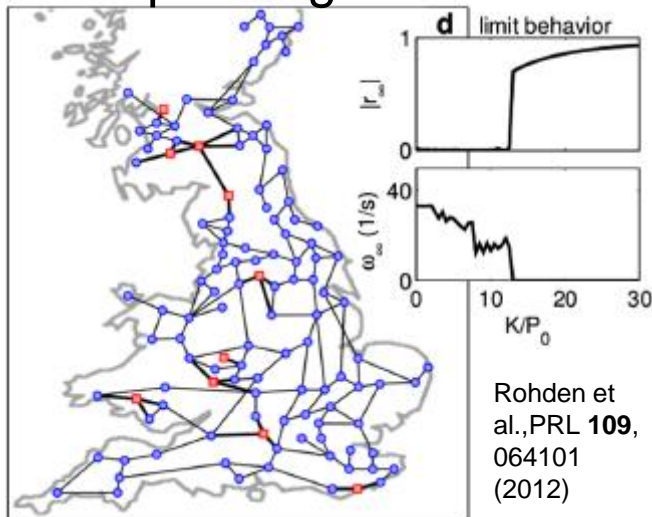 d limit behavior
1
|r∞|
0
40
ω∞ (1/s)
0
0 10 20 30
K/P₀
Rohden et
al.,PRL 109,
064101
(2012)